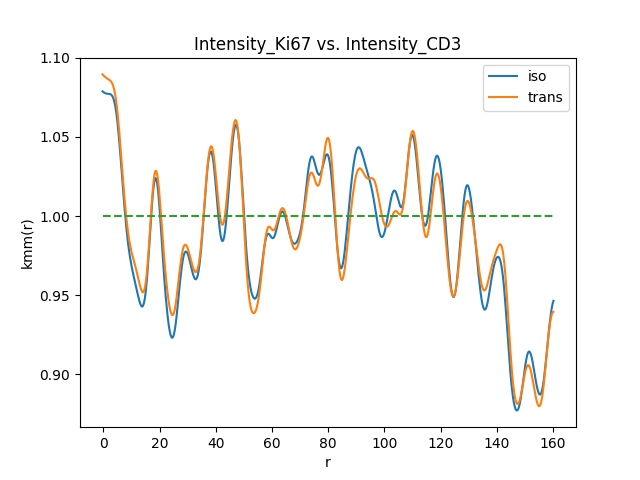 Intensity_Ki67 vs. Intensity_CD3
iso
trans
1.10
1.05
1.00
0.95
0.90
kmm(r)
0 20 40 60 80 100 120 140 160
r